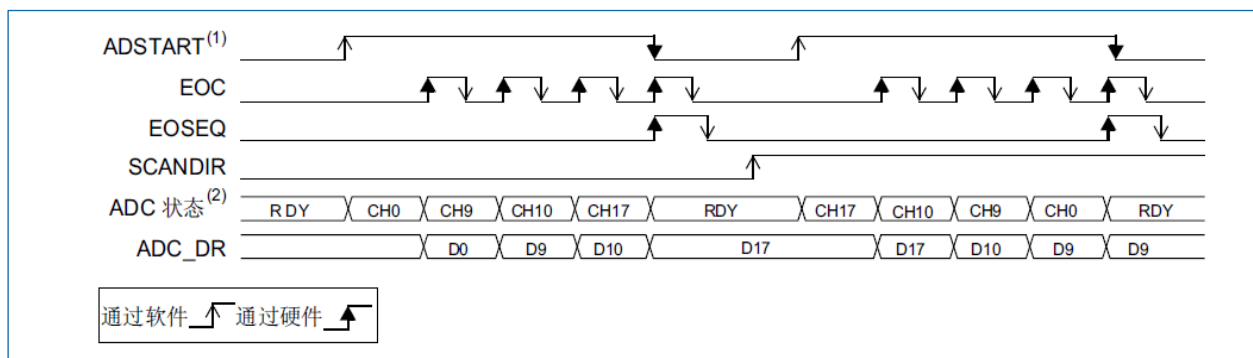 ADSTART(1)
EOC
EOSEQ
SCANDIR
ADC 状态(2) RDY CH0 CH9 CH10 CH17 RDY CH17 CH10 CH9 CH0 RDY
ADC_DR D0 D9 D10 D17 D17 D10 D9 D9
通过软件 通过硬件